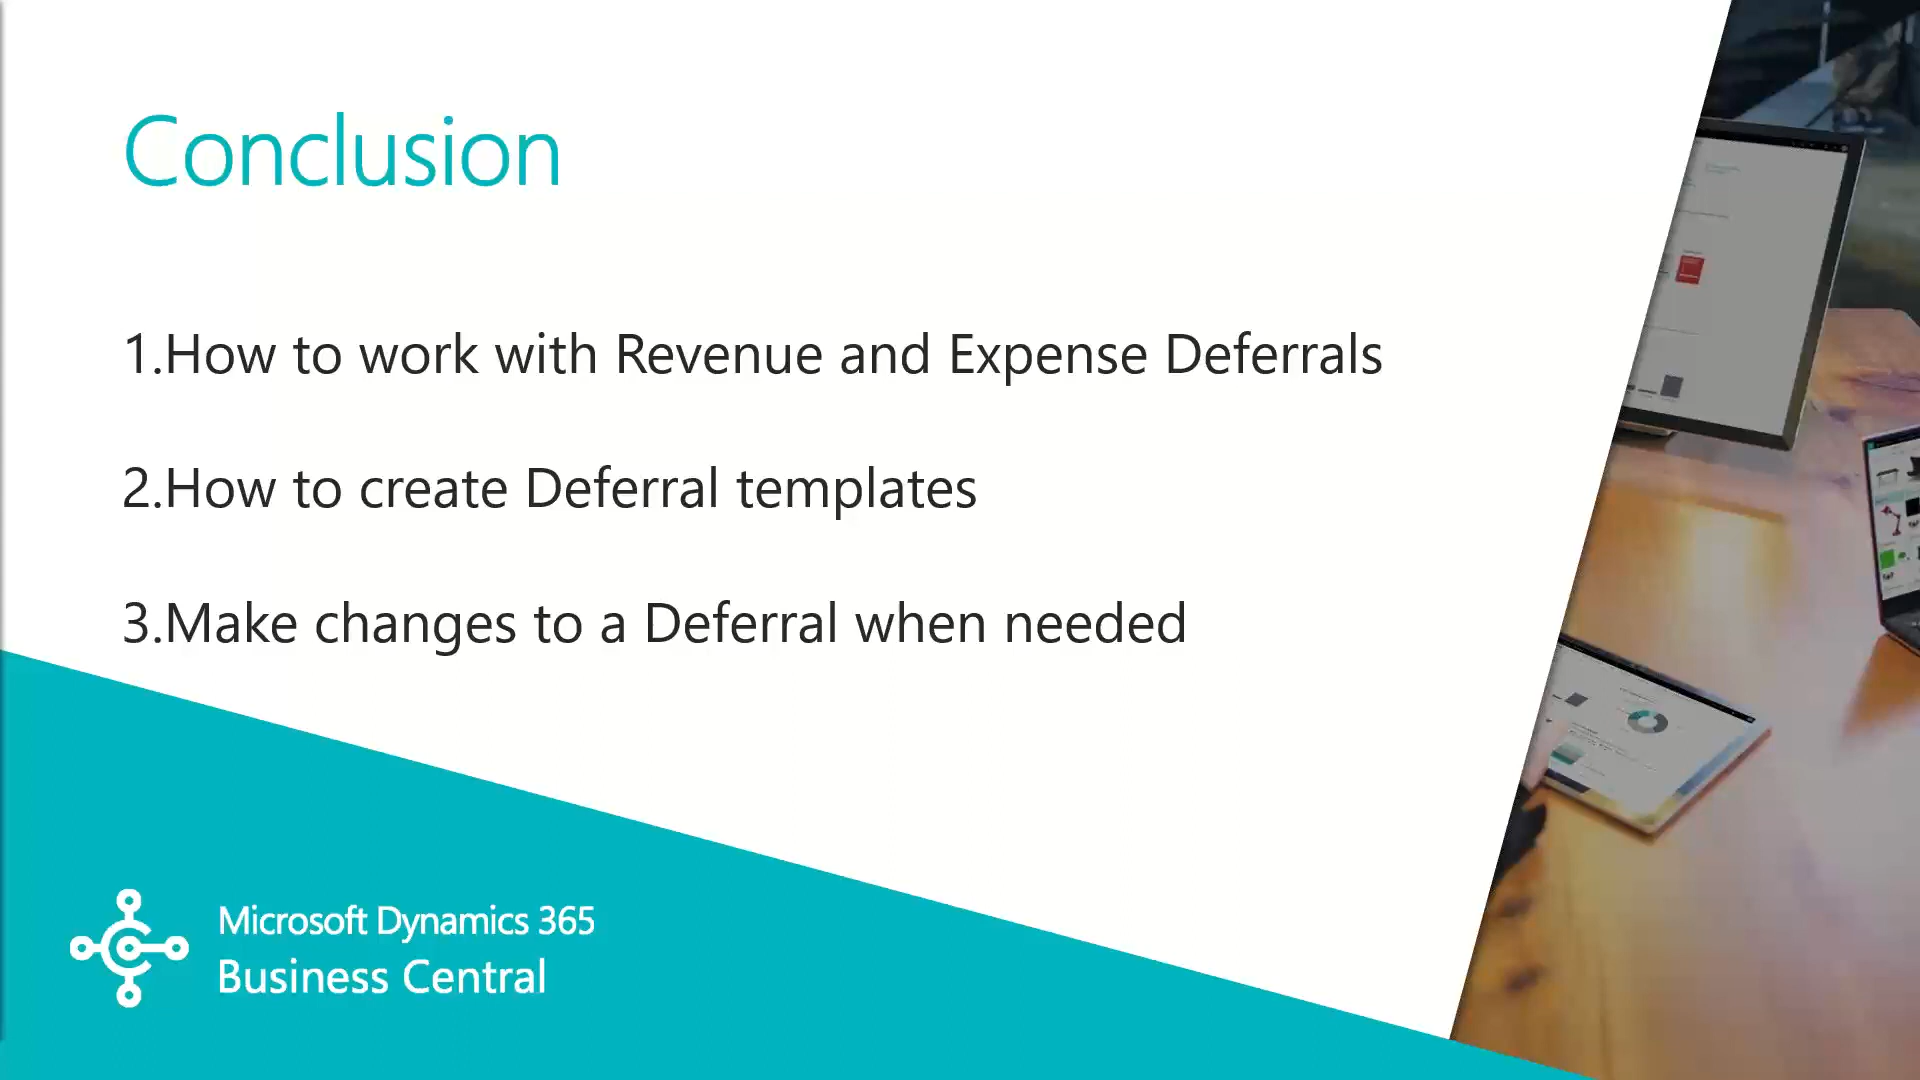 Conclusion
1.How to work with Revenue and Expense Deferrals
2.How to create Deferral templates
3.Make changes to a Deferral when needed
Microsoft Dynamics 365
Business Central